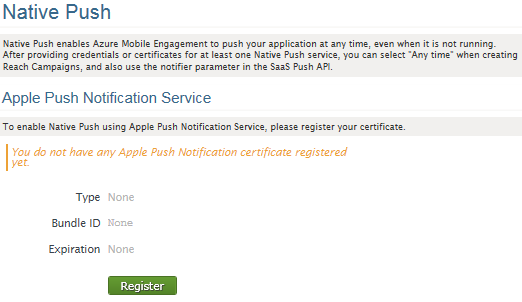 Native Push
Native Push enables Azure Mobile Engagement to push your application at any time, even when it is not running.
After providing credentials or certificates for at least one Native Push service, you can select "Any time" when creating
Reach Campaigns, and also use the notifier parameter in the SaaS Push API.
Apple Push Notification Service
To enable Native Push using Apple Push Notification Service, please register your certificate.
You do not have any Apple Push Notification certificate registered
yet.
Type None
Bundle ID None
Expiration None
Register